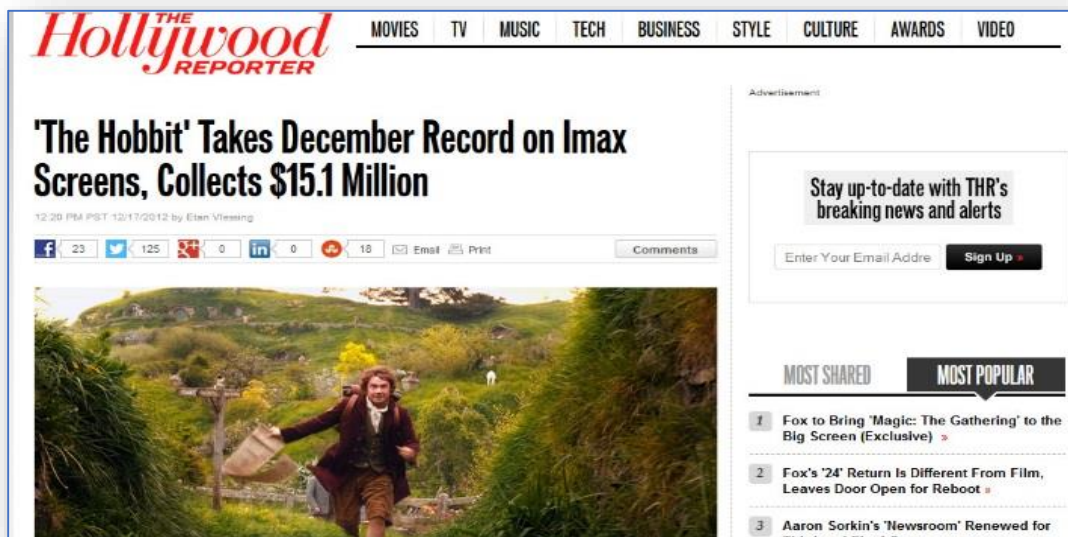 THE
Hollywood
REPORTER
MOVIES TV MUSIC TECH BUSINESS STYLE CULTURE AWARDS VIDEO
Advertisement
'The Hobbit' Takes December Record on Imax
Screens, Collects $15.1 Million
12:20 PM PST 12/17/2012 by Etan Vlessing
f 23 125 g+ 0 in 0 18 Email Print Comments
Stay up-to-date with THR's
breaking news and alerts
Enter Your Email Addre Sign Up »
MOST SHARED MOST POPULAR
1 Fox to Bring 'Magic: The Gathering' to the
Big Screen (Exclusive) »
2 Fox's '24' Return Is Different From Film,
Leaves Door Open for Reboot »
3 Aaron Sorkin's 'Newsroom' Renewed for